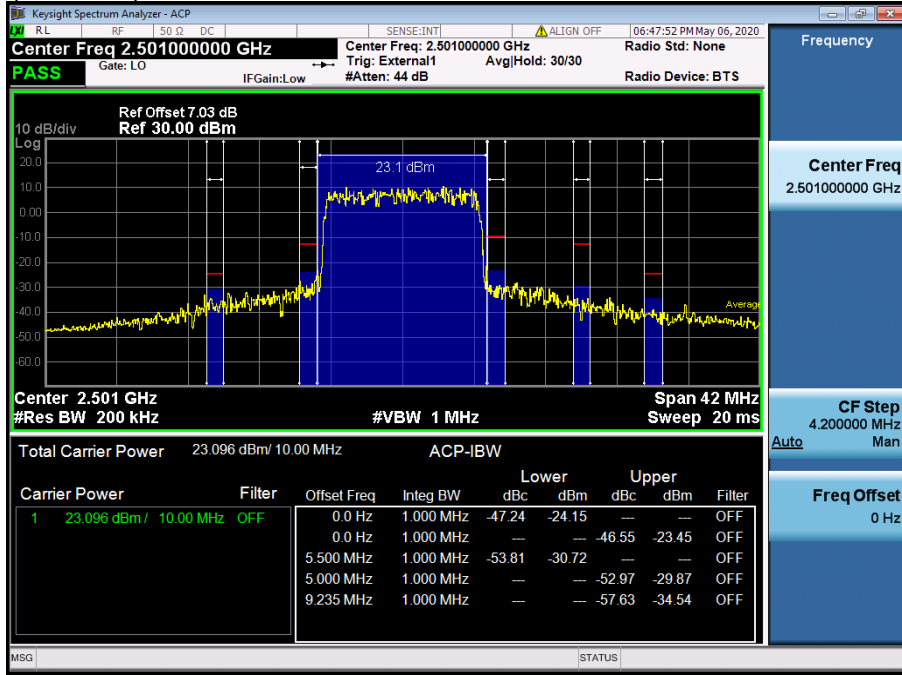 Keysight Spectrum Analyzer - ACP
LXI RL RF 50 Ω DC SENSE:INT ALIGN OFF 06:47:52 PM May 06, 2020
Center Freq 2.501000000 GHz
Center Freq: 2.501000000 GHz
Radio Std: None
Frequency
PASS
Gate: LO
IFGain:Low
Trig: External1 Avg|Hold: 30/30
#Atten: 44 dB
Radio Device: BTS
Ref Offset 7.03 dB
10 dB/div Ref 30.00 dBm
Log
20.0
10.0
0.00
-10.0
-20.0
-30.0
-40.0
-50.0
-60.0
23.1 dBm
Average
Center 2.501 GHz Span 42 MHz
#Res BW 200 kHz #VBW 1 MHz Sweep 20 ms
Total Carrier Power 23.096 dBm/ 10.00 MHz ACP-IBW
Lower Upper
Carrier Power Filter Offset Freq Integ BW dBc dBm dBc dBm Filter
1 23.096 dBm / 10.00 MHz OFF 0.0 Hz 1.000 MHz -47.24 -24.15 --- --- OFF
0.0 Hz 1.000 MHz --- --- -46.55 -23.45 OFF
5.500 MHz 1.000 MHz -53.81 -30.72 --- --- OFF
5.000 MHz 1.000 MHz --- --- -52.97 -29.87 OFF
9.235 MHz 1.000 MHz --- --- -57.63 -34.54 OFF
Center Freq
2.501000000 GHz
CF Step
4.200000 MHz
Auto Man
Freq Offset
0 Hz
MSG STATUS